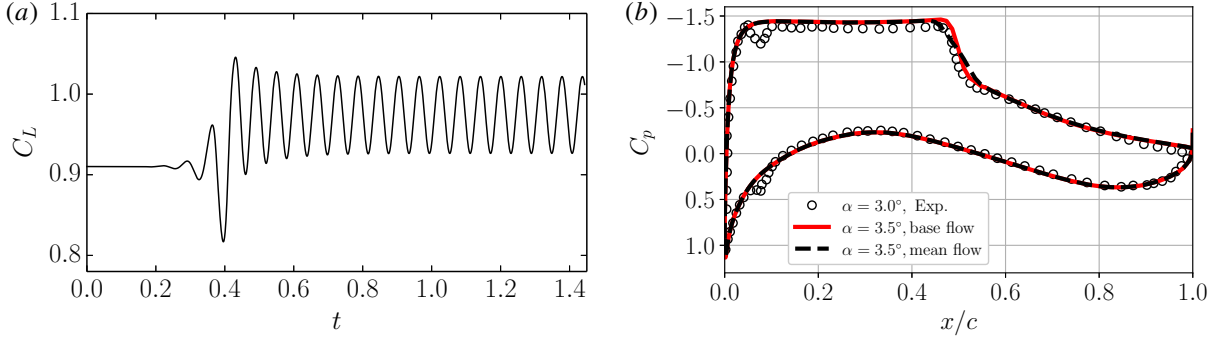 (a)
1.1
1.0
0.9
0.8
C_L
0.0 0.2 0.4 0.6 0.8 1.0 1.2 1.4
t
(b)
−1.5
−1.5
−1.0
−0.5
0.0
0.5
1.0
C_p
α = 3.0°, Exp.
α = 3.5°, base flow
α = 3.5°, mean flow
0.0 0.2 0.4 0.6 0.8 1.0
x/c